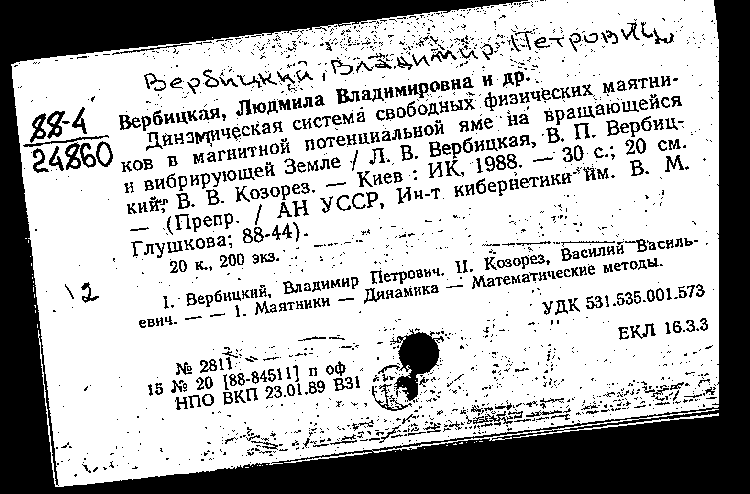 Вербицкий, Владимир Петрович
88-4
24860
Вербицкая, Людмила Владимировна и др.
Динамическая система свободных физических маятни-
ков в магнитной потенциальной яме на вращающейся
и вибрирующей Земле / Л. В. Вербицкая, В. П. Вербиц-
кий, В. В. Козорез. — Киев : ИК, 1988. — 30 с.; 20 см.
— (Препр. / АН УССР, Ин-т кибернетики им. В. М.
Глушкова; 88-44).
20 к., 200 экз.
12
I. Вербицкий, Владимир Петрович. II. Козорез, Василий Василь-
евич. — — 1. Маятники — Динамика — Математические методы.
УДК 531.535.001.573
ЕКЛ 16.3.3
№ 2811
15 № 20 [88-84511] п оф
НПО ВКП 23.01.89 В31